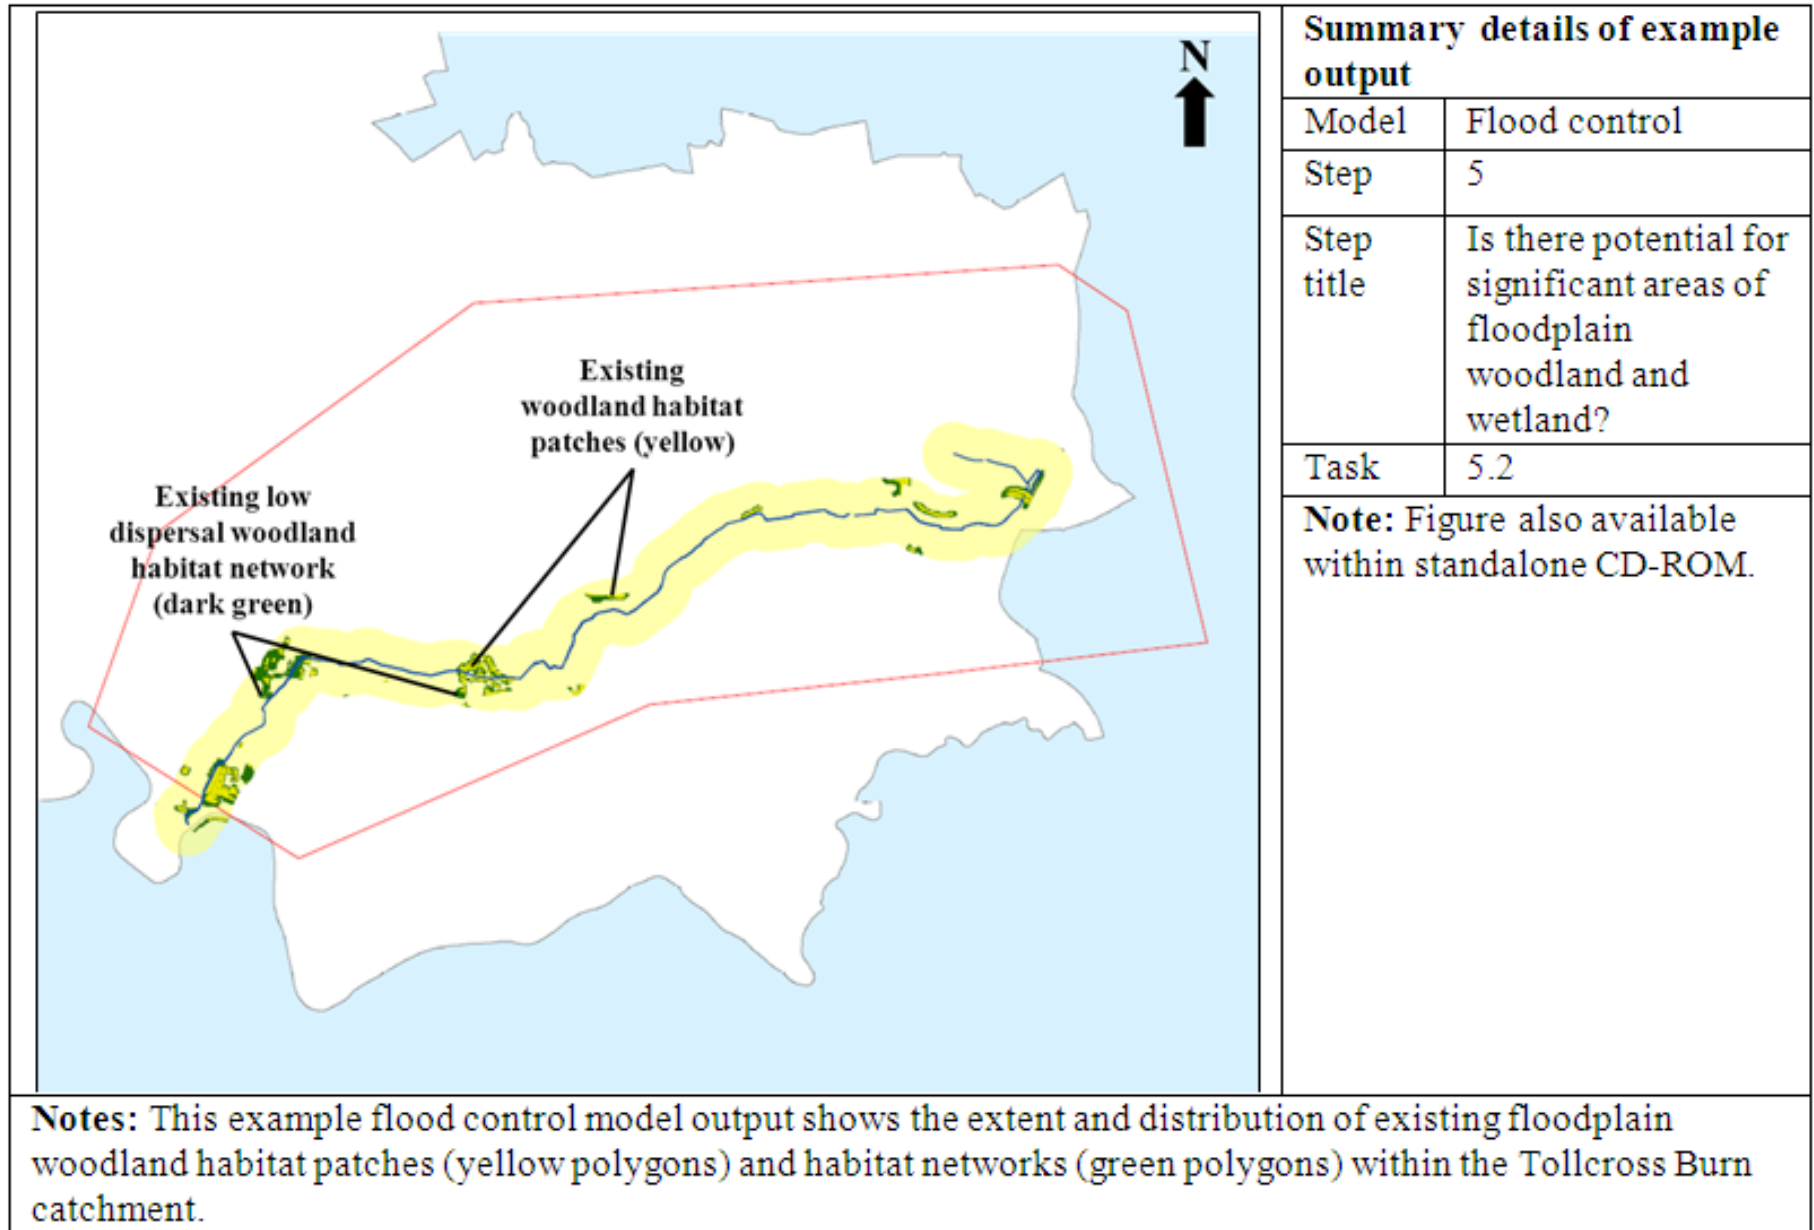 N
Existing
woodland habitat
patches (yellow)
Existing low
dispersal woodland
habitat network
(dark green)
Summary details of example
output
Model Flood control
Step 5
Step
title
Is there potential for
significant areas of
floodplain
woodland and
wetland?
Task 5.2
Note: Figure also available
within standalone CD-ROM.
Notes: This example flood control model output shows the extent and distribution of existing floodplain
woodland habitat patches (yellow polygons) and habitat networks (green polygons) within the Tollcross Burn
catchment.